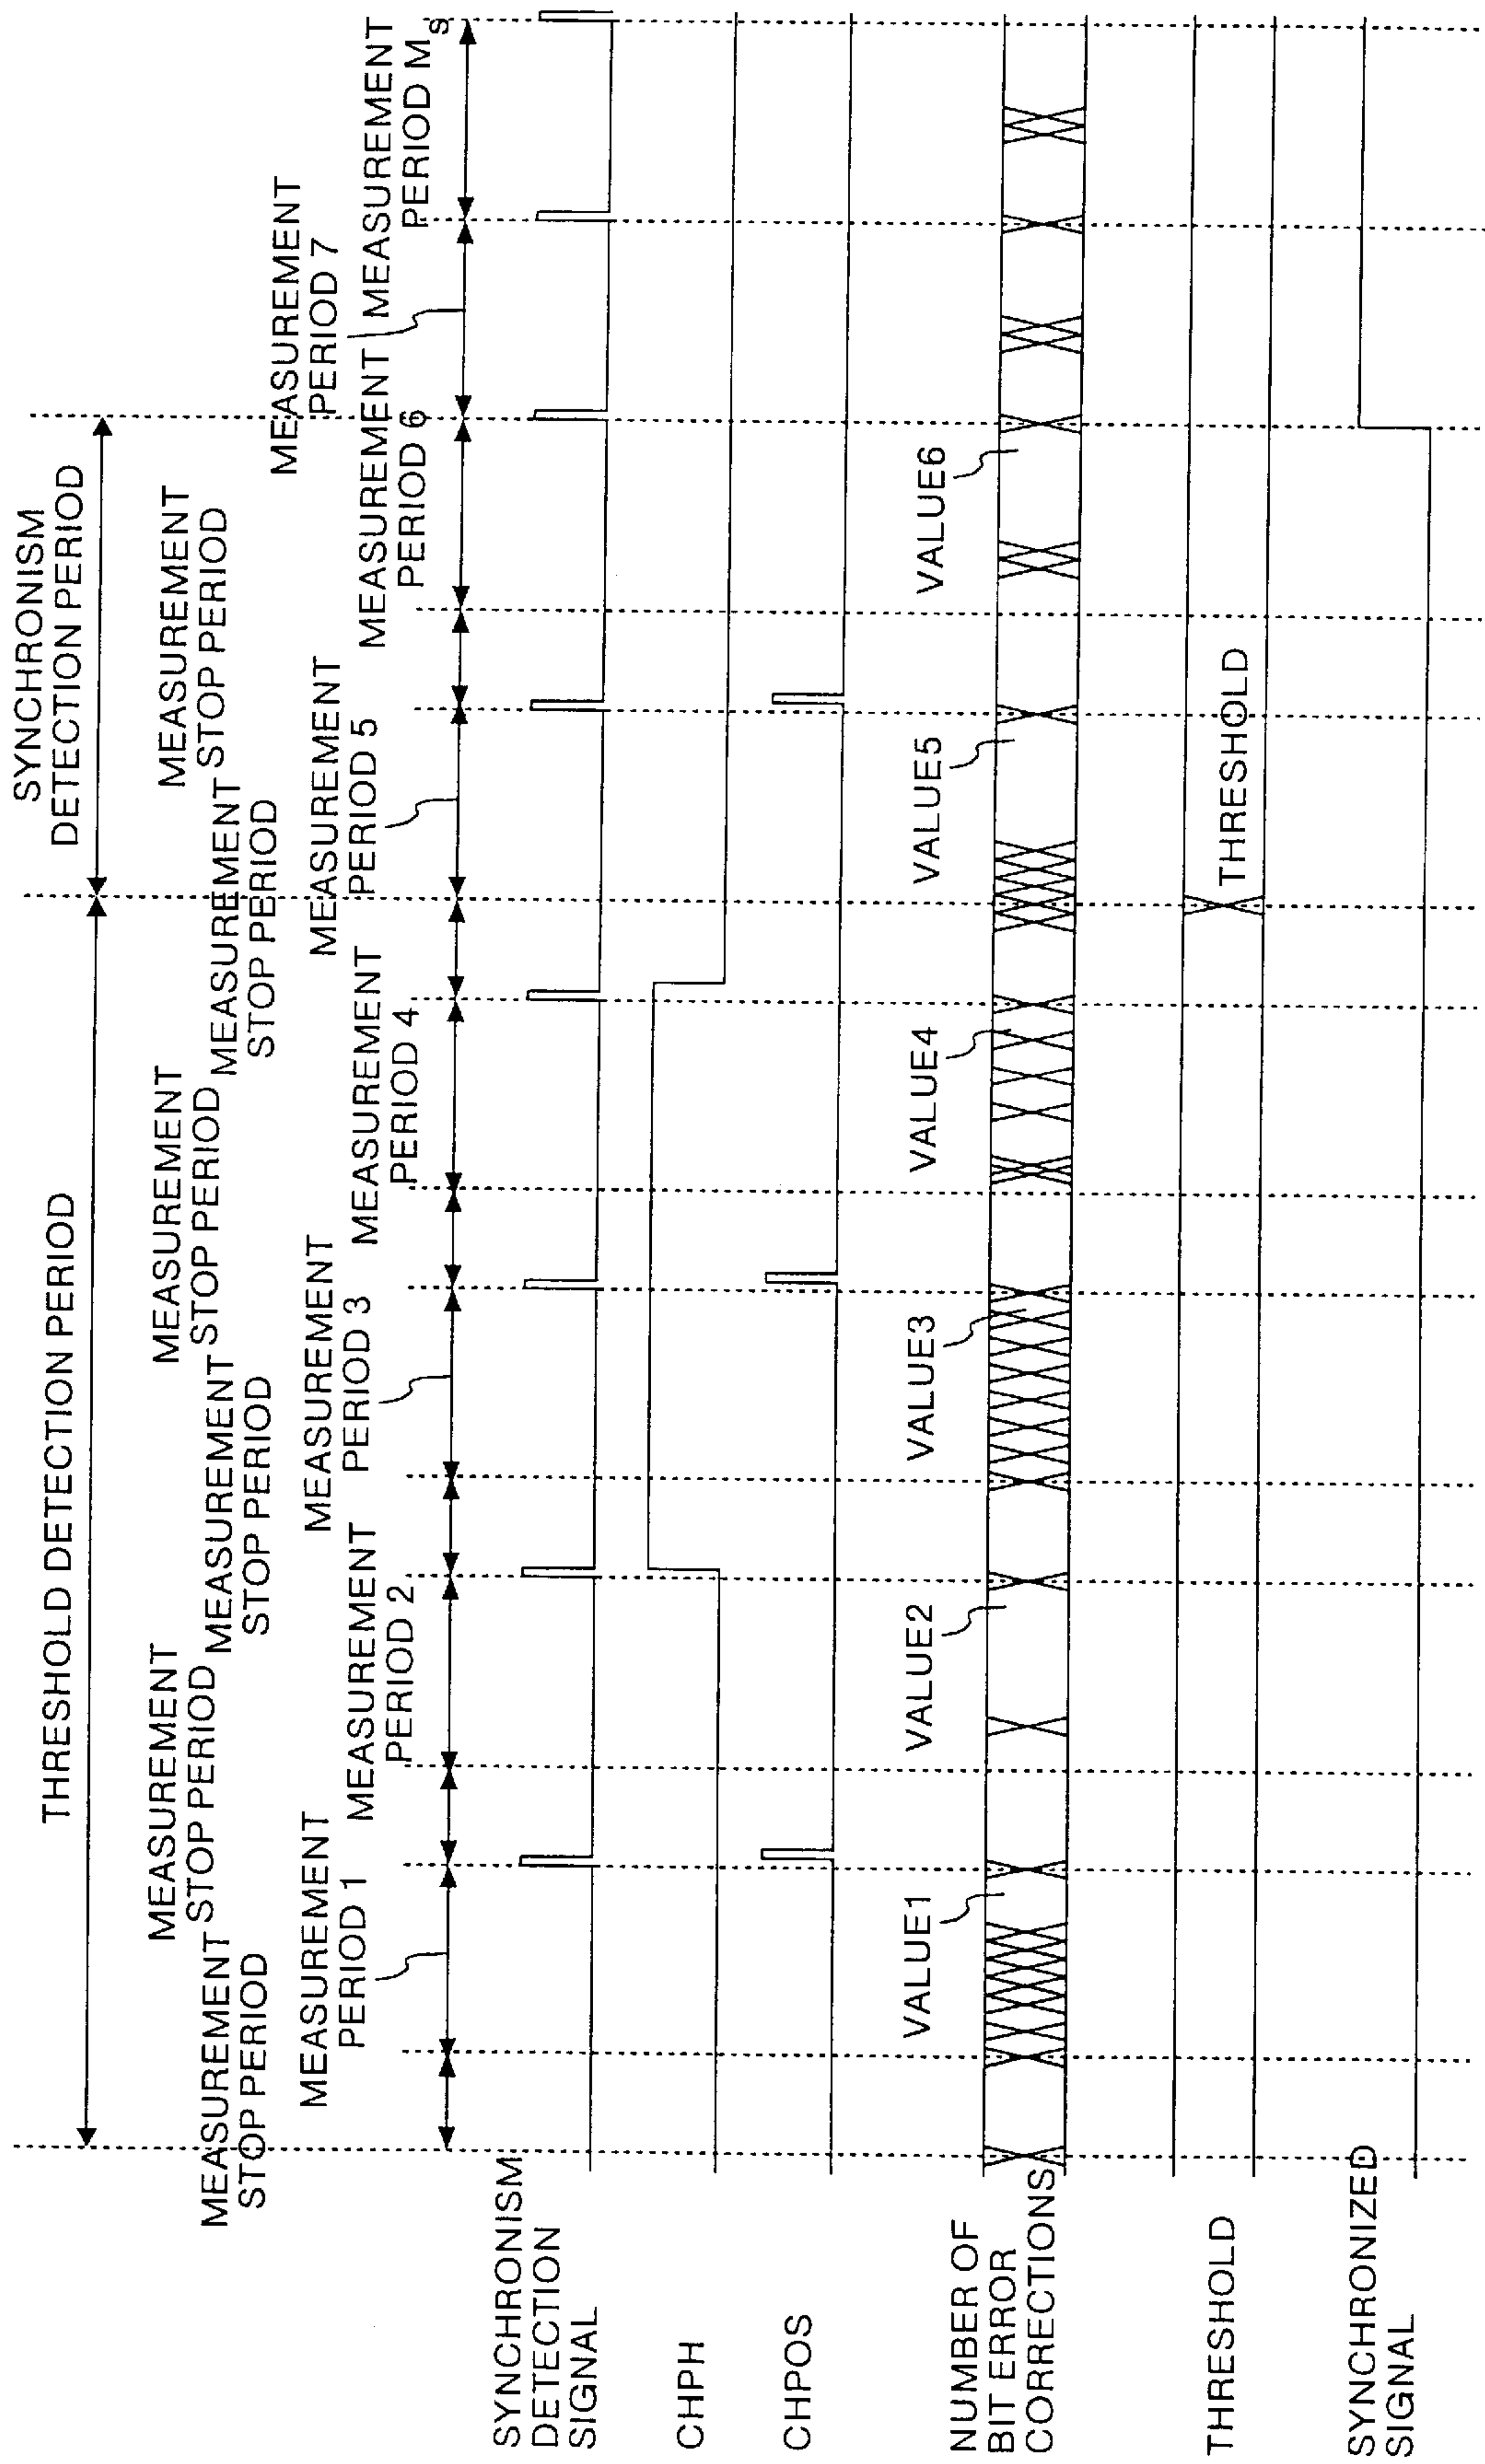 THRESHOLD DETECTION PERIOD
SYNCHRONISM
DETECTION PERIOD
MEASUREMENT
STOP PERIOD
MEASUREMENT
STOP PERIOD
MEASUREMENT
STOP PERIOD
MEASUREMENT
STOP PERIOD
MEASUREMENT
STOP PERIOD
MEASUREMENT
STOP PERIOD
MEASUREMENT
PERIOD 1
MEASUREMENT
PERIOD 2
MEASUREMENT
PERIOD 3
MEASUREMENT
PERIOD 4
MEASUREMENT
PERIOD 5
MEASUREMENT
PERIOD 6
MEASUREMENT
PERIOD 7
MEASUREMENT
PERIOD Ms
SYNCHRONISM
DETECTION
SIGNAL
CHPH
CHPOS
NUMBER OF
BIT ERROR
CORRECTIONS
VALUE1
VALUE2
VALUE3
VALUE4
VALUE5
VALUE6
THRESHOLD
THRESHOLD
SYNCHRONIZED
SIGNAL